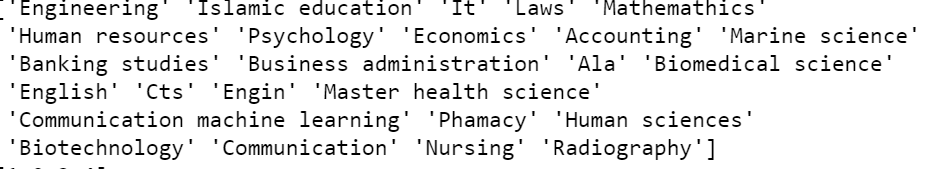 ['Engineering' 'Islamic education' 'It' 'Laws' 'Mathemathics'
'Human resources' 'Psychology' 'Economics' 'Accounting' 'Marine science'
'Banking studies' 'Business administration' 'Ala' 'Biomedical science'
'English' 'Cts' 'Engin' 'Master health science'
'Communication machine learning' 'Phamacy' 'Human sciences'
'Biotechnology' 'Communication' 'Nursing' 'Radiography']